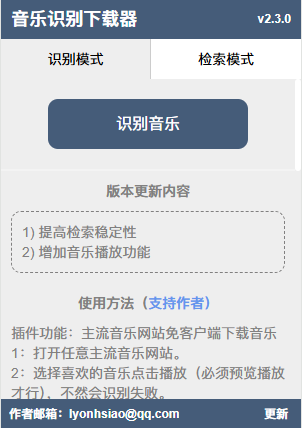 音乐识别下载器 v2.3.0
识别模式 检索模式
识别音乐
版本更新内容
1) 提高检索稳定性
2) 增加音乐播放功能
使用方法（支持作者）
插件功能：主流音乐网站免客户端下载音乐
1：打开任意主流音乐网站。
2：选择喜欢的音乐点击播放（必须预览播放
才行），不然会识别失败。
作者邮箱：lyonhsiao@qq.com 更新